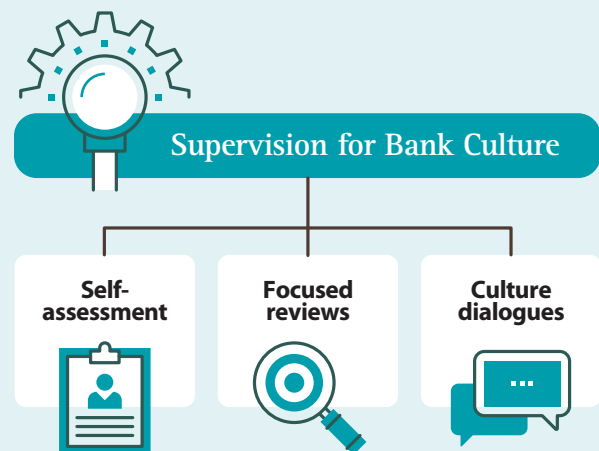 Supervision for Bank Culture
Self-
assessment
Focused
reviews
Culture
dialogues